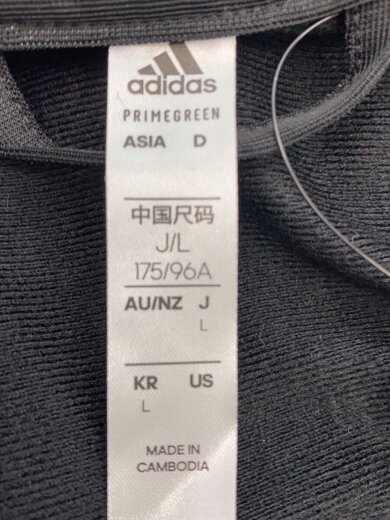 adidas
PRIMEGREEN
ASIA D
中国尺码
J/L
175/96A
AU/NZ J
L
KR US
L
MADE IN
CAMBODIA